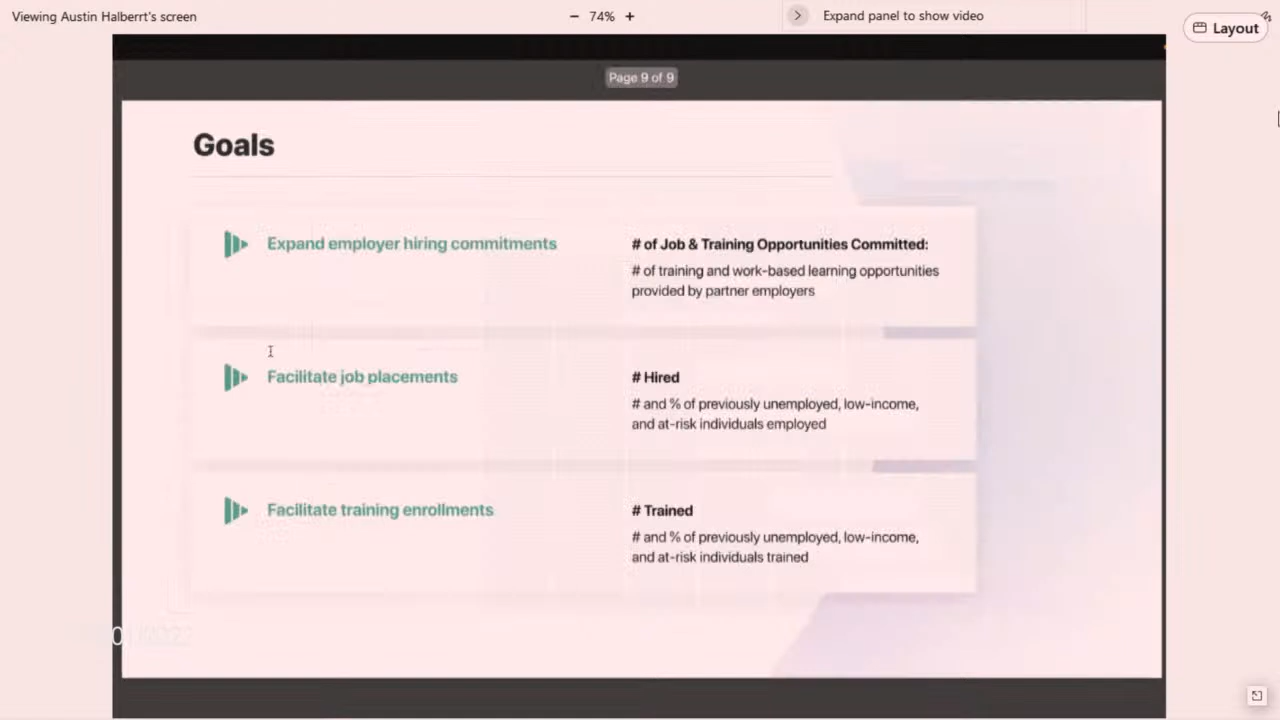 Viewing Austin Halberrt's screen
74%
Expand panel to show video
Layout
Page 9 of 9
Goals
Expand employer hiring commitments
# of Job & Training Opportunities Committed:
# of training and work-based learning opportunities
provided by partner employers
Facilitate job placements
# Hired
# and % of previously unemployed, low-income,
and at-risk individuals employed
Facilitate training enrollments
# Trained
# and % of previously unemployed, low-income,
and at-risk individuals trained